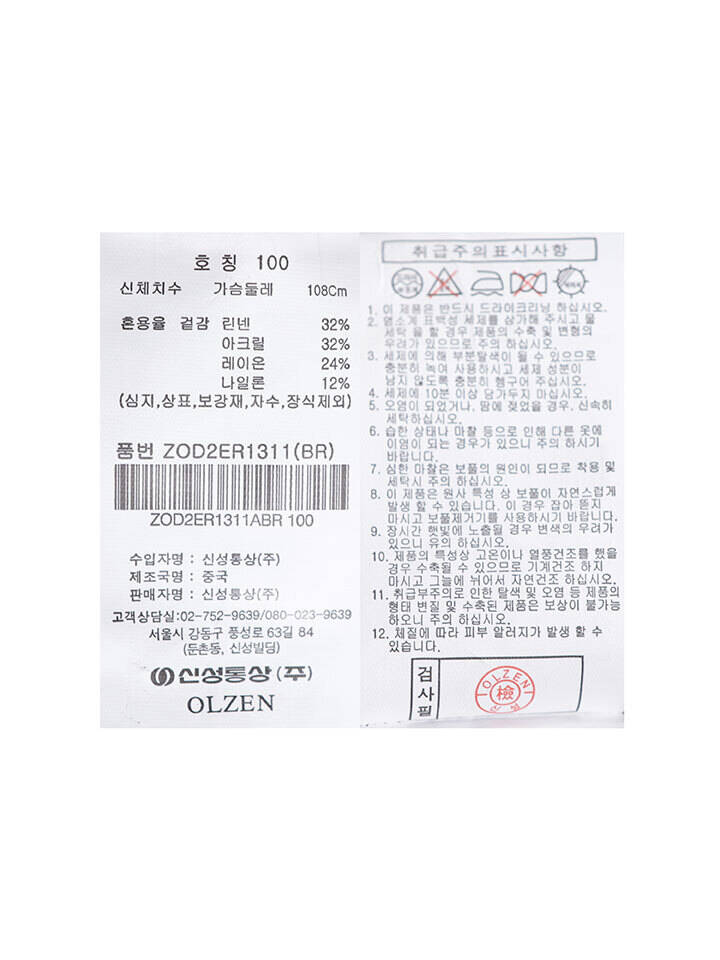 호칭 100
신체치수 가슴둘레 108Cm
혼용율 겉감 린넨 32%
아크릴 32%
레이온 24%
나일론 12%
(심지,상표,보강재,자수,장식제외)
품번 ZOD2ER1311(BR)
ZOD2ER1311ABR 100
수입자명 : 신성통상(주)
제조국명 : 중국
판매자명 : 신성통상(주)
고객상담실:02-752-9639/080-023-9639
서울시 강동구 풍성로 63길 84
(둔촌동, 신성빌딩)
신성통상(주)
OLZEN
취급주의표시사항
1. 이 제품은 반드시 드라이크리닝 하십시오.
2. 염소계 표백성 세제를 삼가해 주시고 물
세탁 을 할 경우 제품의 수축 및 변형의
우려가 있으므로 주의 하십시오.
3. 세제에 의해 부분탈색이 될 수 있으므로
충분히 녹여 사용하시고 세제 성분이
남지 않도록 충분히 헹구어 주십시오.
4. 세제에 10분 이상 담가두지 마십시오.
5. 오염이 되었거나, 땀에 젖었을 경우, 신속히
세탁하십시오.
6. 습한 상태나 마찰 등으로 인해 다른 옷에
이염이 되는 경우가 있으니 주의 하시기
바랍니다.
7. 심한 마찰은 보풀의 원인이 되므로 착용 및
세탁시 주의 하십시오.
8. 이 제품은 원사 특성 상 보풀이 자연스럽게
발생 할 수 있습니다. 이 경우 잡아 뜯지
마시고 보풀제거기를 사용하시기 바랍니다.
9. 장시간 햇빛에 노출될 경우 변색의 우려가
있으니 유의 하십시오.
10. 제품의 특성상 고온이나 열풍건조를 했을
경우 수축될 수 있으므로 기계건조 하지
마시고 그늘에 뉘어서 자연건조 하십시오.
11. 취급부주의로 인한 탈색 및 오염 등 제품의
형태 변질 및 수축된 제품은 보상이 불가능
하오니 주의 하십시오.
12. 체질에 따라 피부 알러지가 발생 할 수
있습니다.
검사필
OLZEN
檢
신성